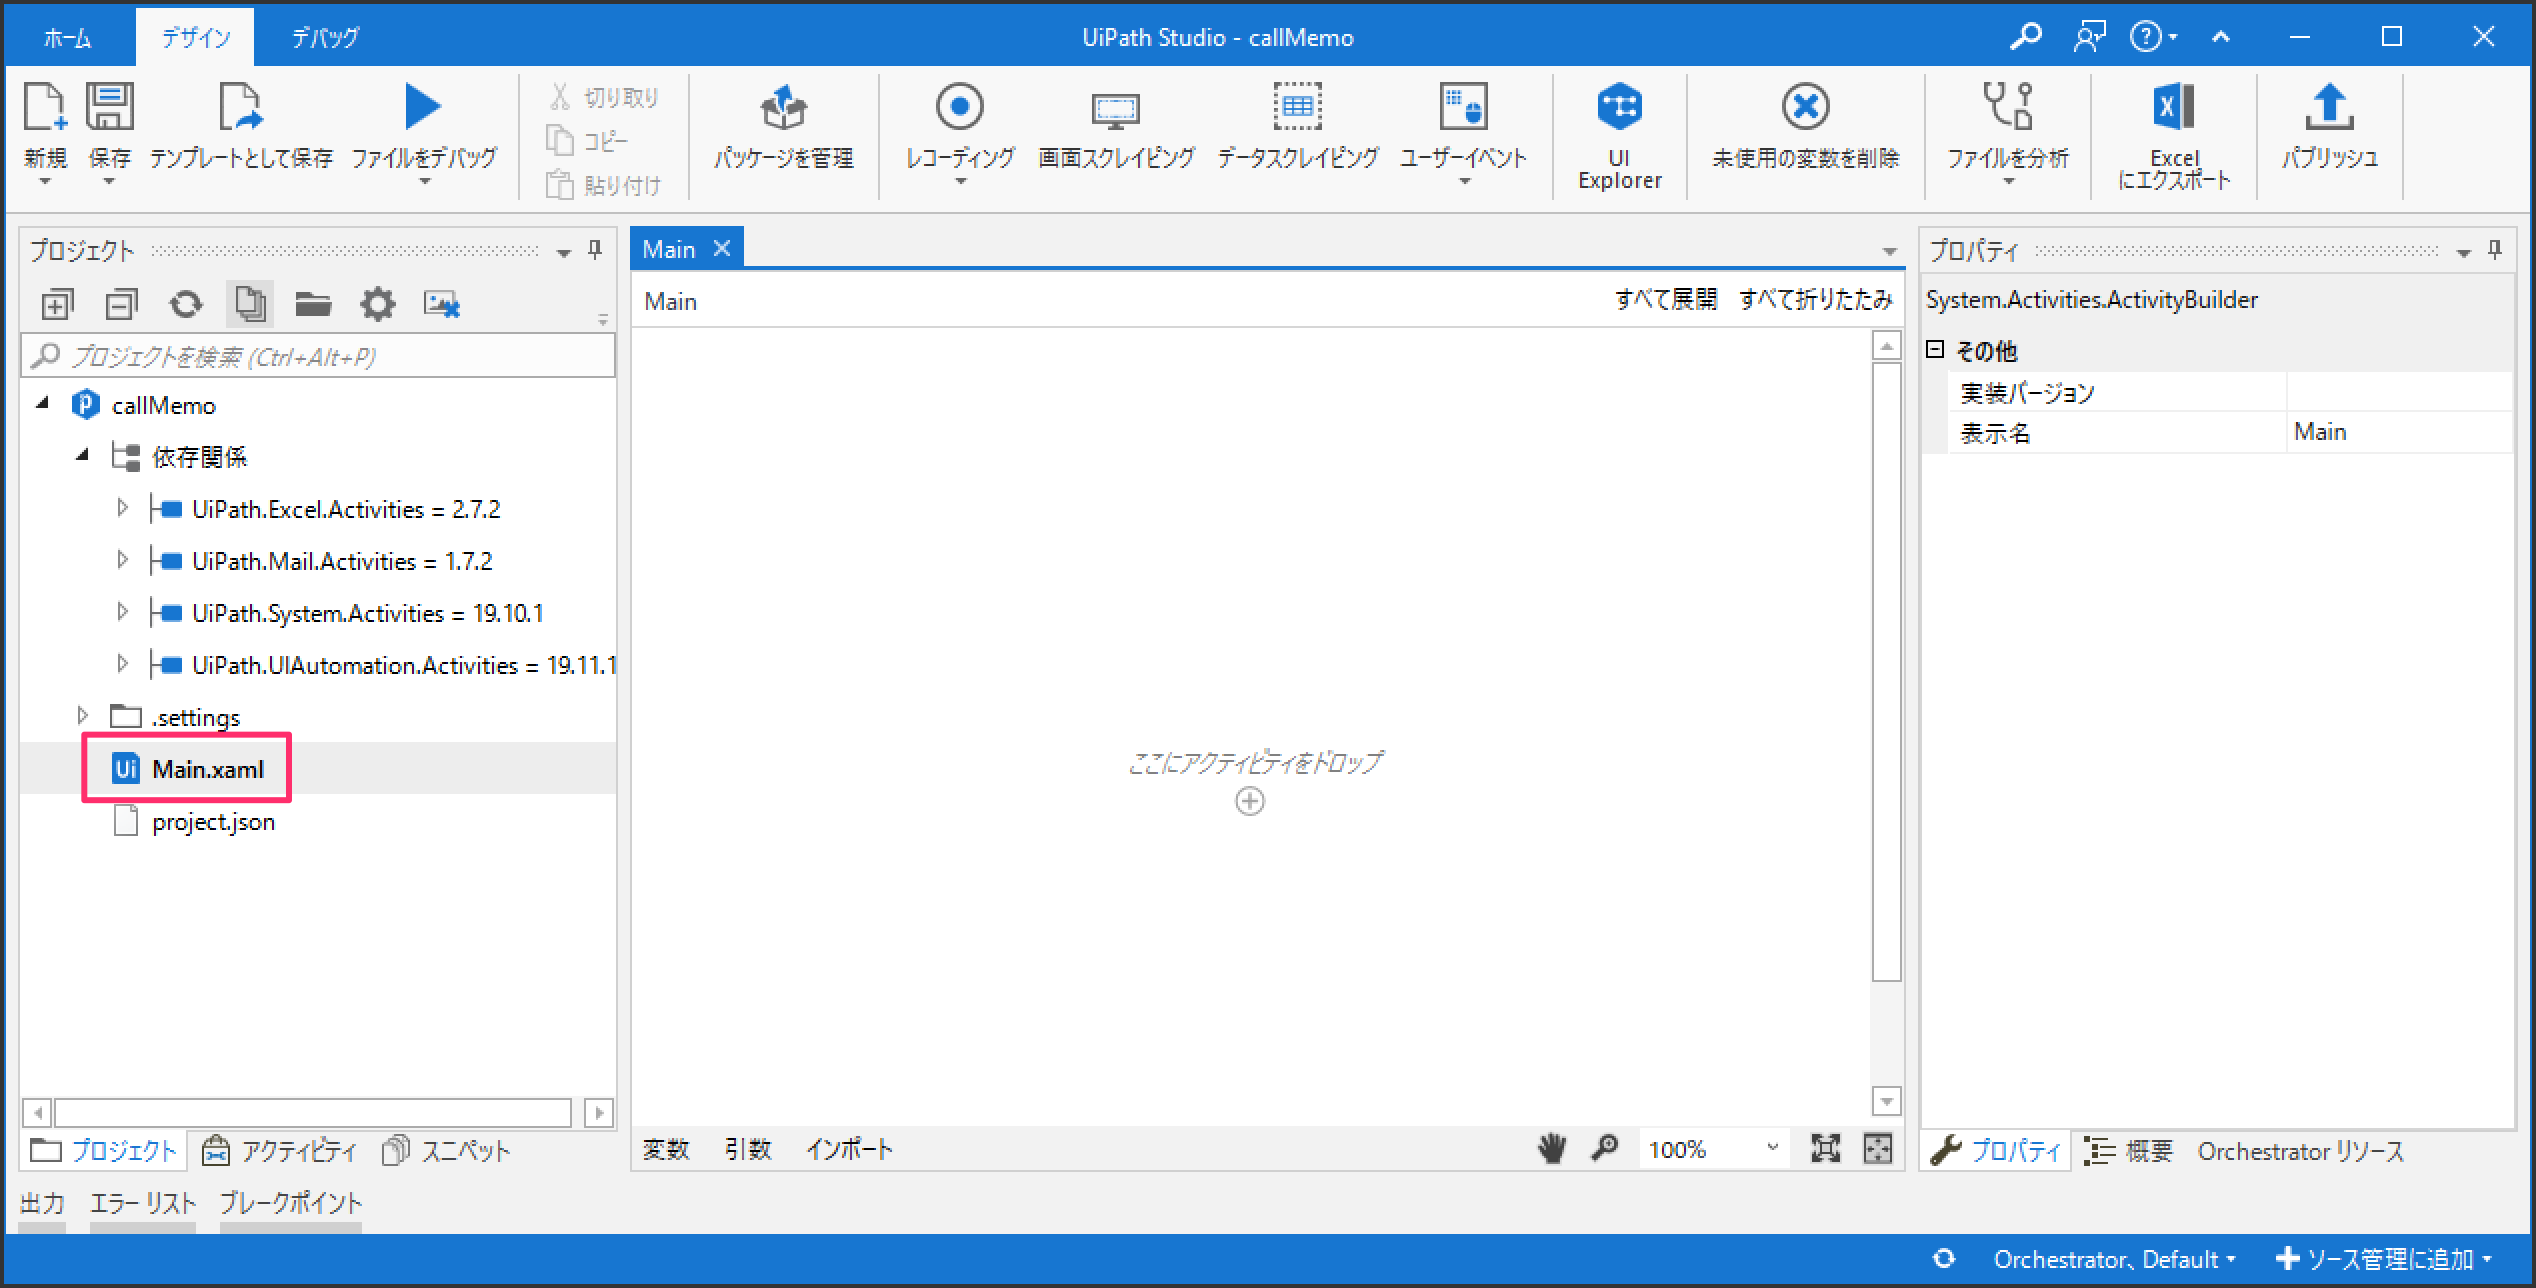 ホーム デザイン デバッグ UiPath Studio - callMemo
新規 保存 テンプレートとして保存 ファイルをデバッグ
切り取り
コピー
貼り付け
パッケージを管理
レコーディング 画面スクレイピング データスクレイピング ユーザーイベント
UI
Explorer
未使用の変数を削除
ファイルを分析
Excel
にエクスポート
パブリッシュ
プロジェクト
プロジェクトを検索 (Ctrl+Alt+P)
callMemo
依存関係
UiPath.Excel.Activities = 2.7.2
UiPath.Mail.Activities = 1.7.2
UiPath.System.Activities = 19.10.1
UiPath.UIAutomation.Activities = 19.11.1
.settings
Ui Main.xaml
project.json
プロジェクト アクティビティ スニペット
Main
Main すべて展開 すべて折りたたみ
ここにアクティビティをドロップ
変数 引数 インポート 100%
プロパティ
System.Activities.ActivityBuilder
その他
実装バージョン
表示名 Main
プロパティ 概要 Orchestrator リソース
出力 エラー リスト ブレークポイント
Orchestrator、Default ソース管理に追加